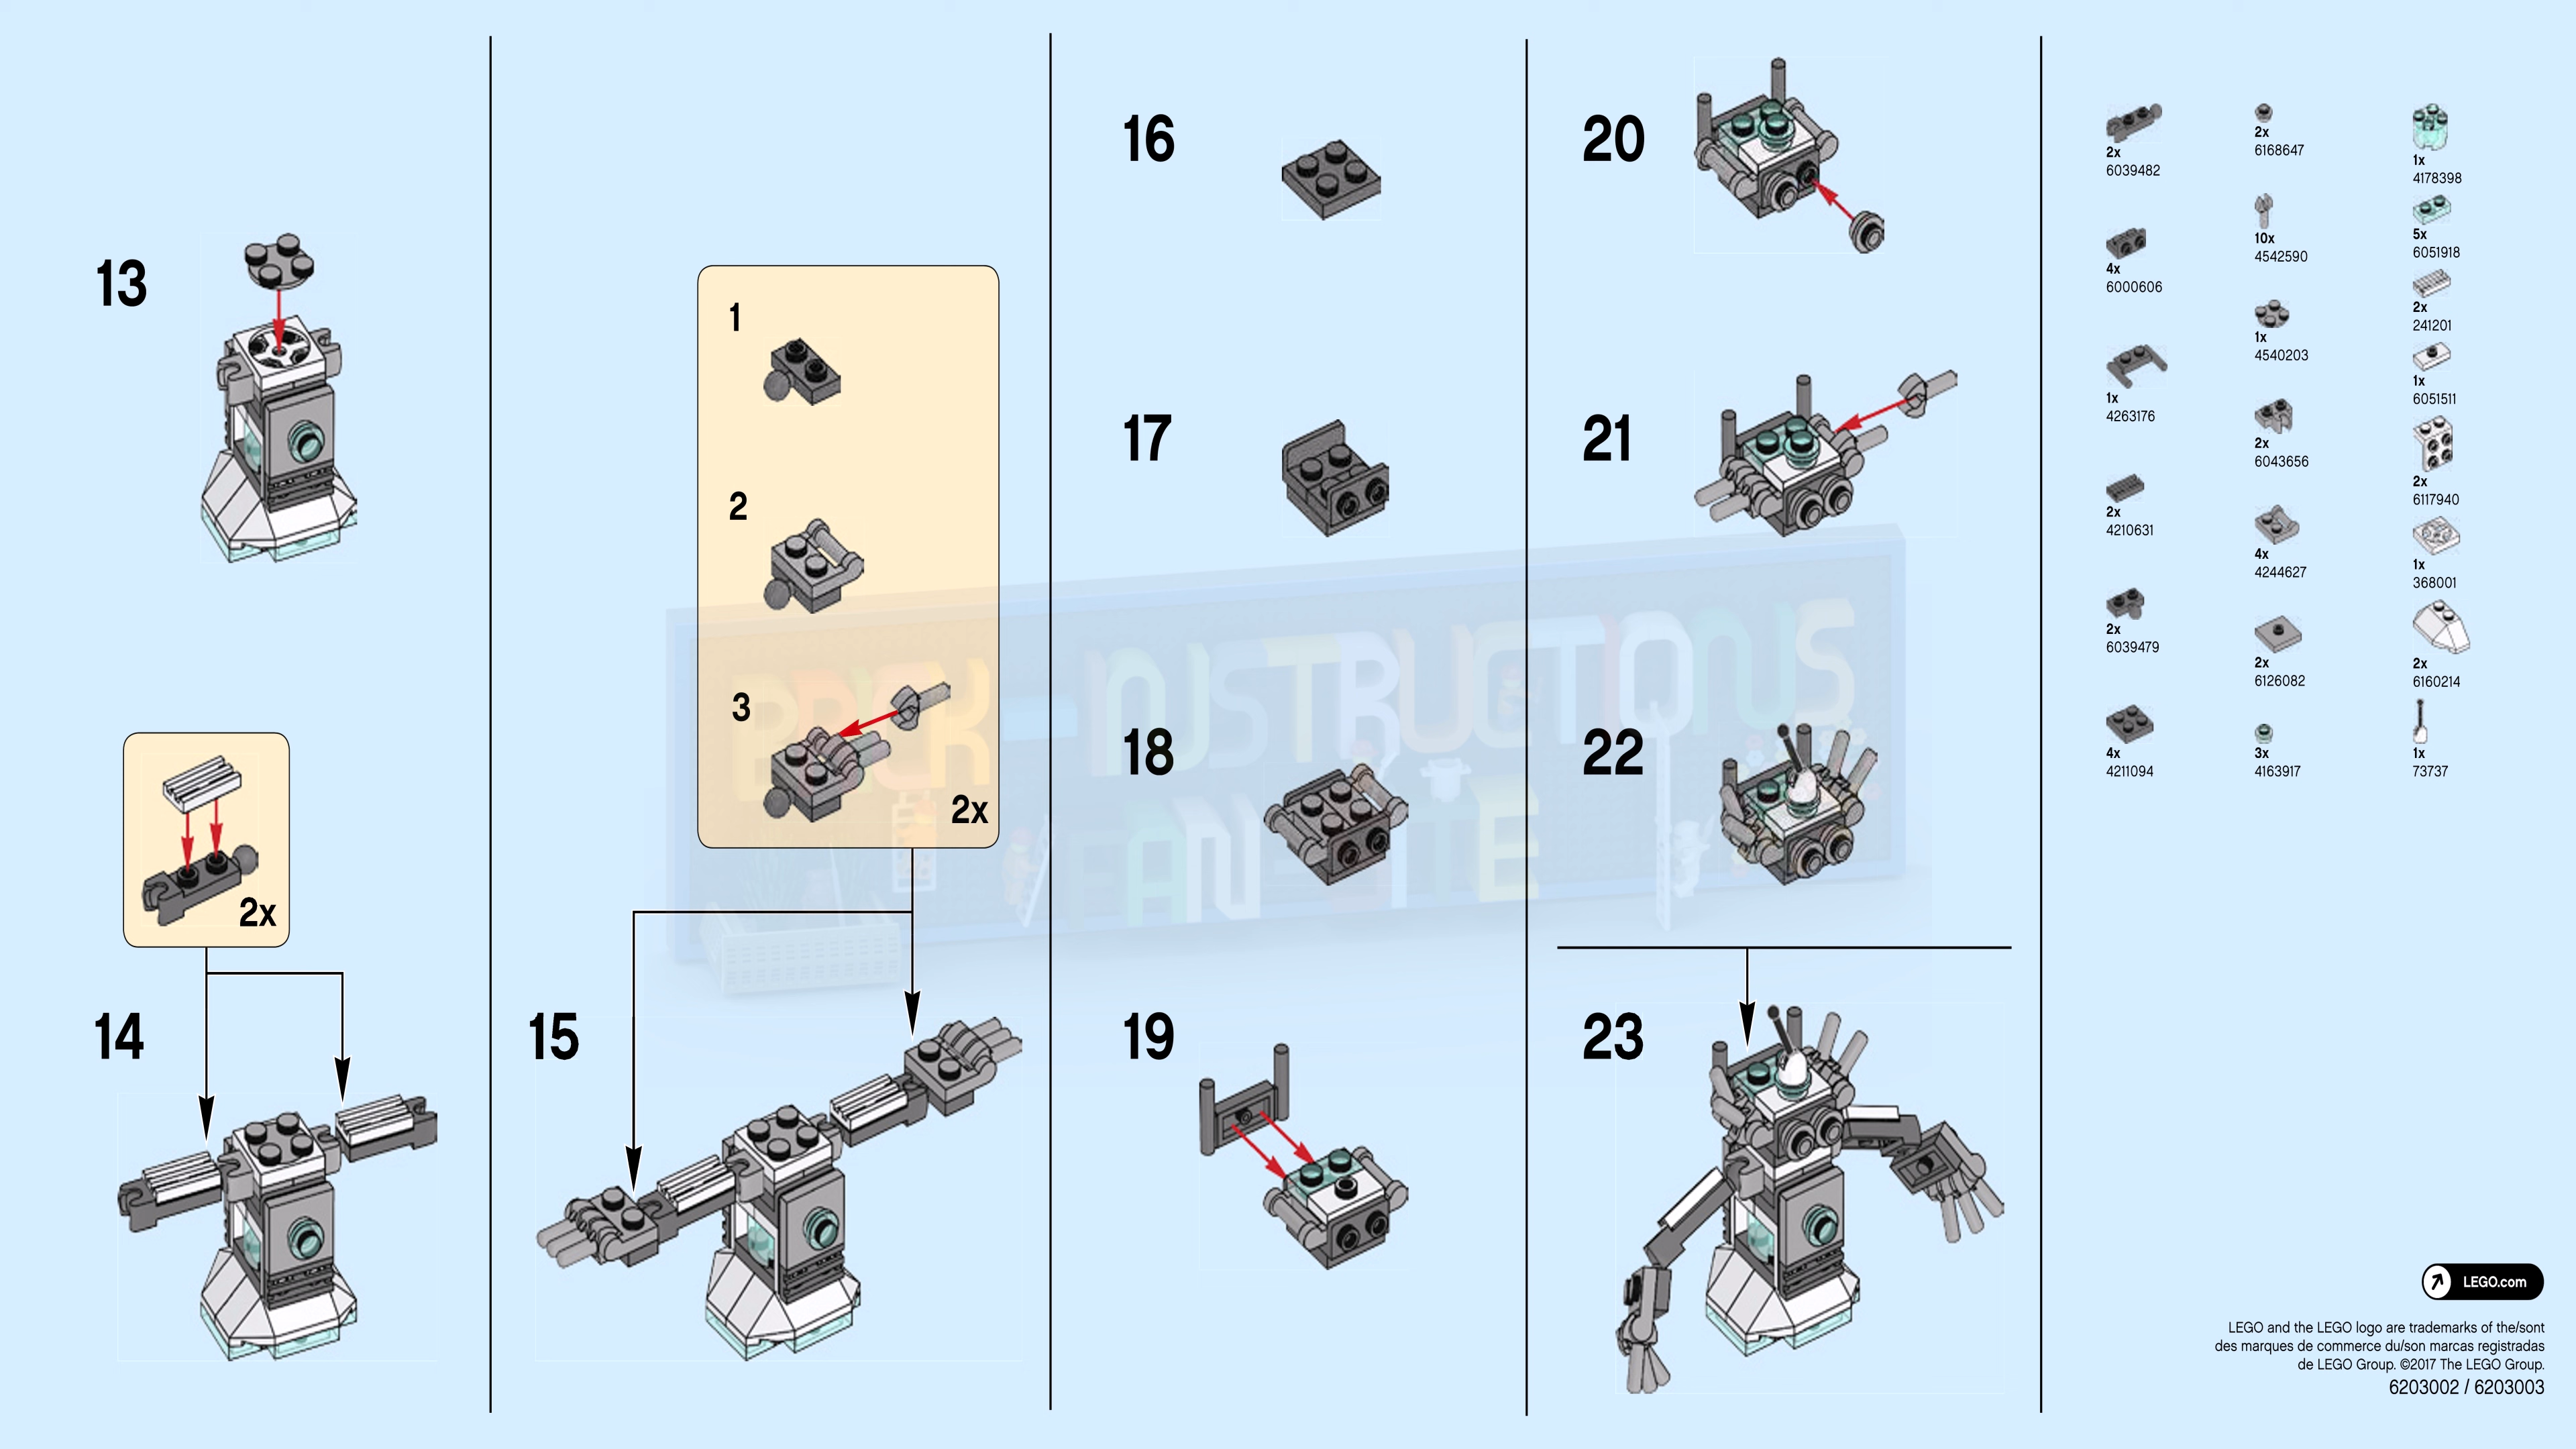 13
2x
14
1
2
3
2x
15
16
17
18
19
20
21
22
23
2x
6039482
4x
6000606
1x
4263176
2x
4210631
2x
6039479
4x
4211094
2x
6168647
10x
4542590
1x
4540203
2x
6043656
4x
4244627
2x
6126082
3x
4163917
1x
4178398
5x
6051918
2x
241201
1x
6051511
2x
6117940
1x
368001
2x
6160214
1x
73737
BRICK-INSTRUCTIONS
FAN SITE
LEGO.com
LEGO and the LEGO logo are trademarks of the/sont
des marques de commerce du/son marcas registradas
de LEGO Group. ©2017 The LEGO Group.
6203002 / 6203003